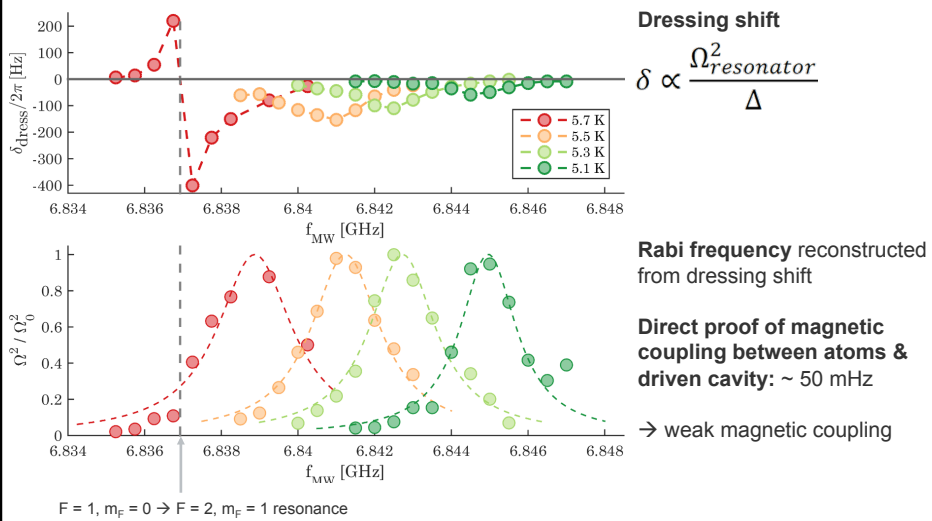 Dressing shift
δ ∝ Ω²resonator / Δ
δdress/2π [Hz]
200
100
0
-100
-200
-300
-400
5.7 K
5.5 K
5.3 K
5.1 K
6.834 6.836 6.838 6.84 6.842 6.844 6.846 6.848
fMW [GHz]
Rabi frequency reconstructed
from dressing shift
Direct proof of magnetic
coupling between atoms &
driven cavity: ~ 50 mHz
→ weak magnetic coupling
Ω² / Ω₀²
1
0.8
0.6
0.4
0.2
0
6.834 6.836 6.838 6.84 6.842 6.844 6.846 6.848
fMW [GHz]
F = 1, mF = 0 → F = 2, mF = 1 resonance